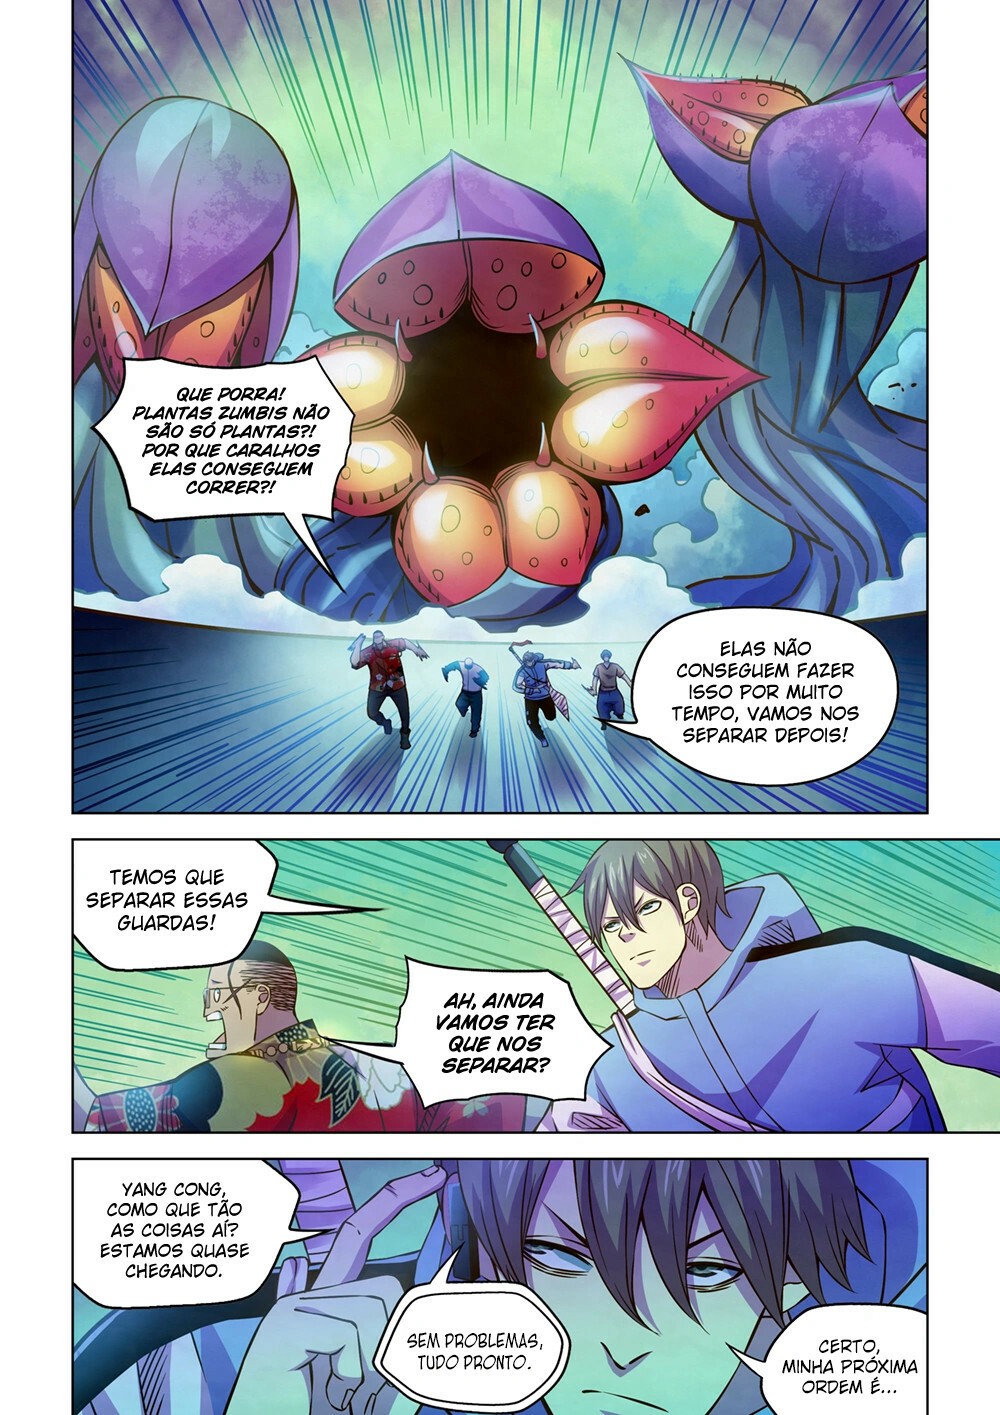 QUE PORRA!
PLANTAS ZUMBIS NÃO
SÃO SÓ PLANTAS?!
POR QUE CARALHOS
ELAS CONSEGUEM
CORRER?!
ELAS NÃO
CONSEGUEM FAZER
ISSO POR MUITO
TEMPO, VAMOS NOS
SEPARAR DEPOIS!
TEMOS QUE
SEPARAR ESSAS
GUARDAS!
AH, AINDA
VAMOS TER
QUE NOS
SEPARAR?
YANG CONG,
COMO QUE TÃO
AS COISAS AÍ?
ESTAMOS QUASE
CHEGANDO.
SEM PROBLEMAS,
TUDO PRONTO.
CERTO,
MINHA PRÓXIMA
ORDEM É...